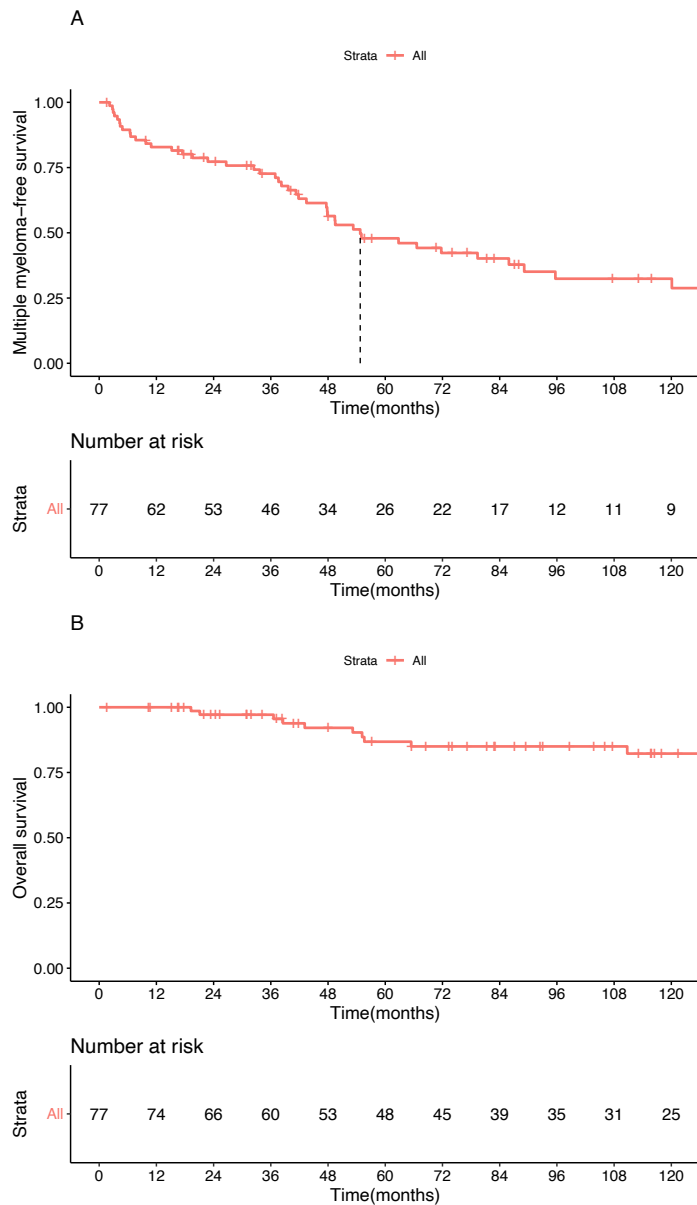 A
Strata All
Multiple myeloma−free survival
1.00
0.75
0.50
0.25
0.00
0 12 24 36 48 60 72 84 96 108 120
Time(months)
Number at risk
Strata
All 77 62 53 46 34 26 22 17 12 11 9
0 12 24 36 48 60 72 84 96 108 120
Time(months)
B
Strata All
Overall survival
1.00
0.75
0.50
0.25
0.00
0 12 24 36 48 60 72 84 96 108 120
Time(months)
Number at risk
Strata
All 77 74 66 60 53 48 45 39 35 31 25
0 12 24 36 48 60 72 84 96 108 120
Time(months)